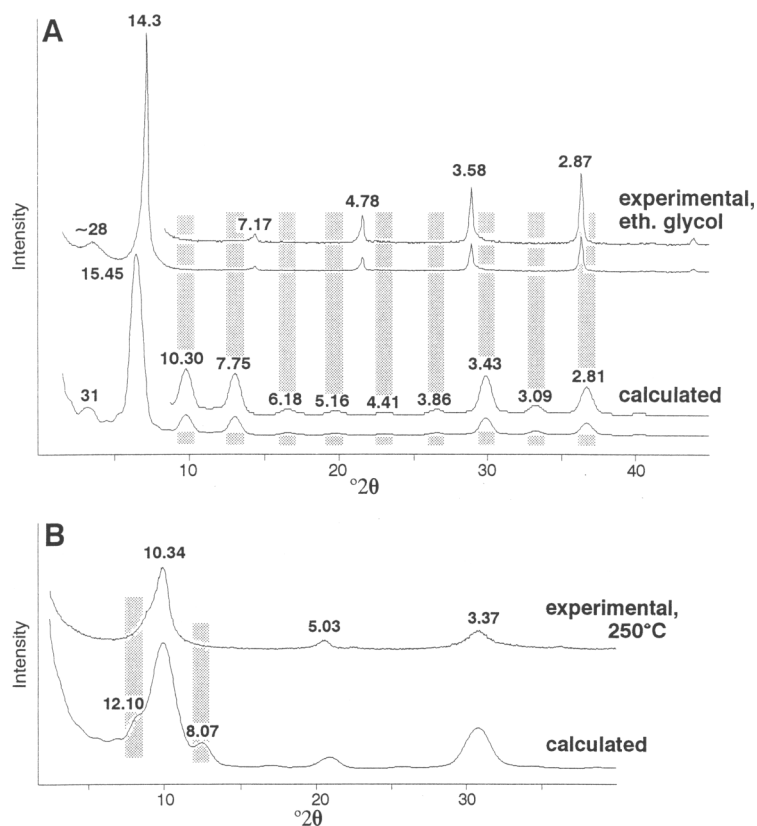 A
14.3
~28
7.17
4.78
3.58
2.87
experimental,
eth. glycol
Intensity
15.45
31
10.30
7.75
6.18
5.16
4.41
3.86
3.43
3.09
2.81
calculated
10
20
30
40
°2θ
B
10.34
5.03
3.37
experimental,
250°C
Intensity
12.10
8.07
calculated
10
20
30
°2θ